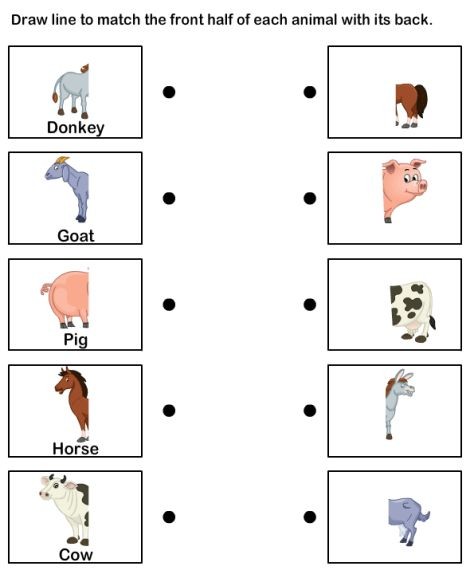 Draw line to match the front half of each animal with its back.
Donkey
Goat
Pig
Horse
Cow